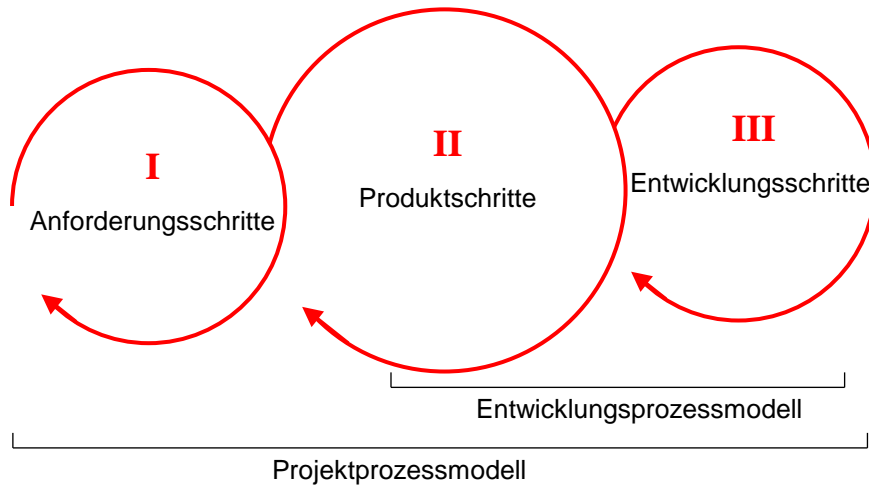 I
Anforderungsschritte
II
Produktschritte
III
Entwicklungsschritte
Entwicklungsprozessmodell
Projektprozessmodell